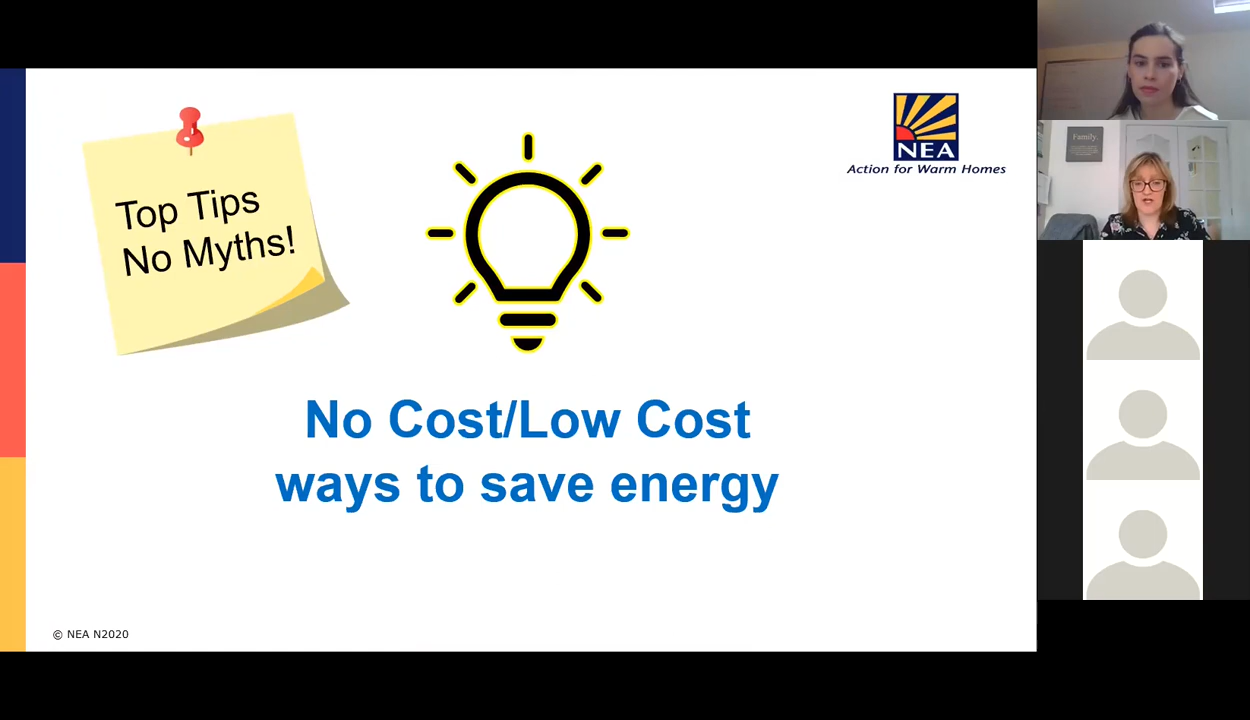 Top Tips
No Myths!
NEA
Action for Warm Homes
No Cost/Low Cost
ways to save energy
© NEA N2020
Family.